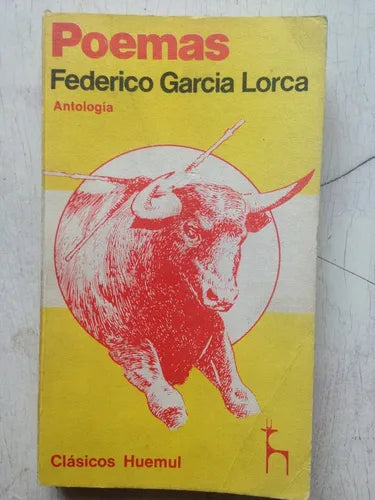 Poemas
Federico Garcia Lorca
Antología
Clásicos Huemul